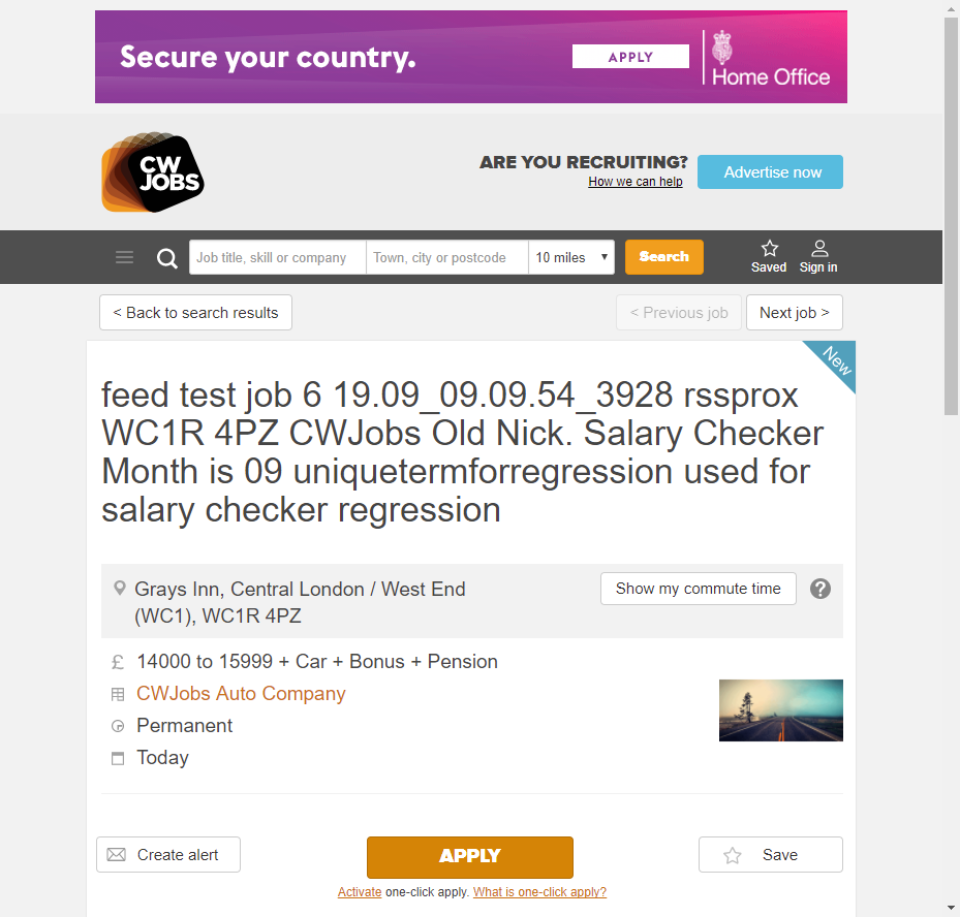 Secure your country.
APPLY
Home Office
CW
JOBS
ARE YOU RECRUITING?
How we can help
Advertise now
Job title, skill or company
Town, city or postcode
10 miles
Search
Saved
Sign in
< Back to search results
< Previous job
Next job >
New
feed test job 6 19.09_09.09.54_3928 rssprox
WC1R 4PZ CWJobs Old Nick. Salary Checker
Month is 09 uniquetermforregression used for
salary checker regression
Grays Inn, Central London / West End
(WC1), WC1R 4PZ
Show my commute time
?
£ 14000 to 15999 + Car + Bonus + Pension
CWJobs Auto Company
Permanent
Today
Create alert
APPLY
Save
Activate one-click apply. What is one-click apply?